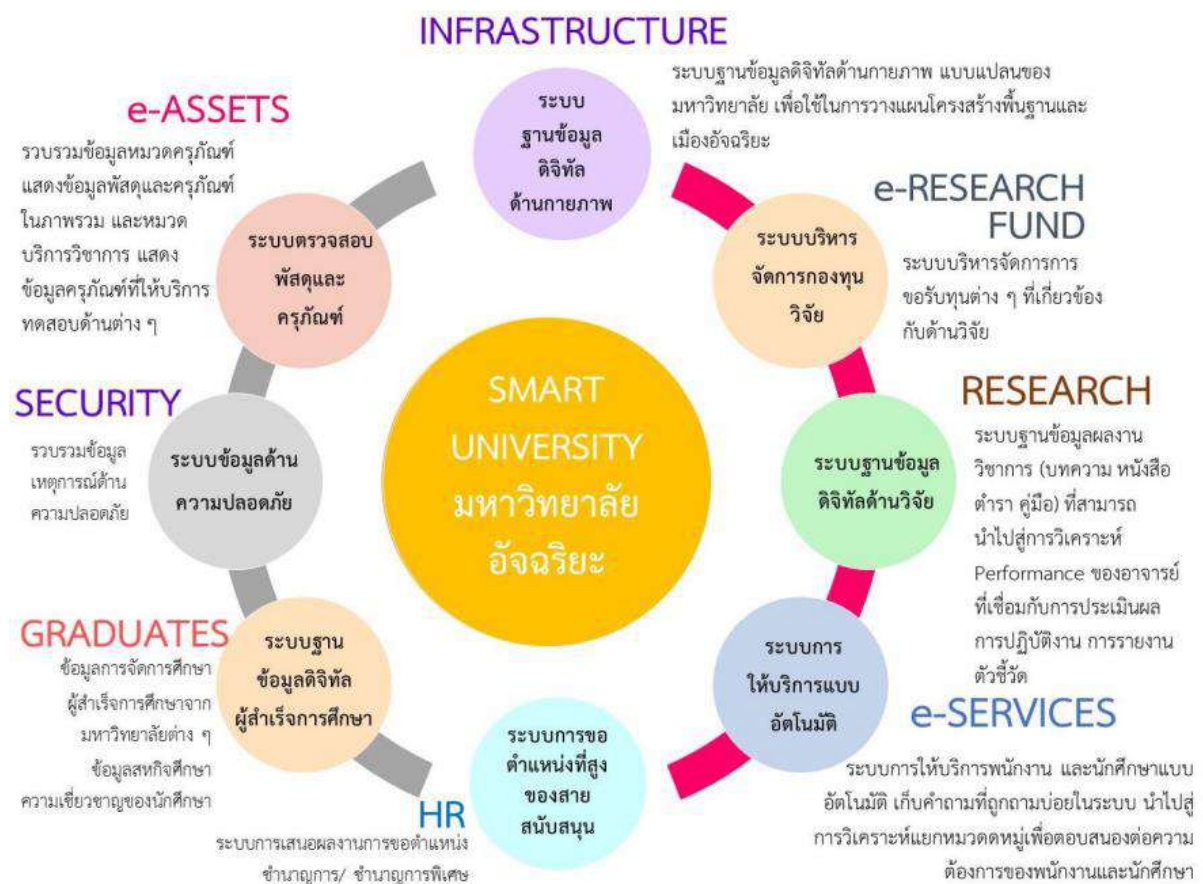 INFRASTRUCTURE
ระบบ
ฐานข้อมูล
ดิจิทัล
ด้านกายภาพ
ระบบฐานข้อมูลดิจิทัลด้านกายภาพ แบบแปลนของ
มหาวิทยาลัย เพื่อใช้ในการวางแผนโครงสร้างพื้นฐานและ
เมืองอัจฉริยะ
e-RESEARCH
FUND
ระบบบริหาร
จัดการกองทุน
วิจัย
ระบบบริหารจัดการการ
ขอรับทุนต่าง ๆ ที่เกี่ยวข้อง
กับด้านวิจัย
RESEARCH
ระบบฐานข้อมูล
ดิจิทัลด้านวิจัย
ระบบฐานข้อมูลผลงาน
วิชาการ (บทความ หนังสือ
ตำรา คู่มือ) ที่สามารถ
นำไปสู่การวิเคราะห์
Performance ของอาจารย์
ที่เชื่อมกับการประเมินผล
การปฏิบัติงาน การรายงาน
ตัวชี้วัด
e-SERVICES
ระบบการ
ให้บริการแบบ
อัตโนมัติ
ระบบการให้บริการพนักงาน และนักศึกษาแบบ
อัตโนมัติ เก็บคำถามที่ถูกถามบ่อยในระบบ นำไปสู่
การวิเคราะห์แยกหมวดดหมู่เพื่อตอบสนองต่อความ
ต้องการของพนักงานและนักศึกษา
HR
ระบบการขอ
ตำแหน่งที่สูง
ของสาย
สนับสนุน
ระบบการเสนอผลงานการขอตำแหน่ง
ชำนาญการ/ ชำนาญการพิเศษ
GRADUATES
ระบบฐาน
ข้อมูลดิจิทัล
ผู้สำเร็จการศึกษา
ข้อมูลการจัดการศึกษา
ผู้สำเร็จการศึกษาจาก
มหาวิทยาลัยต่าง ๆ
ข้อมูลสหกิจศึกษา
ความเชี่ยวชาญของนักศึกษา
SECURITY
ระบบข้อมูลด้าน
ความปลอดภัย
รวบรวมข้อมูล
เหตุการณ์ด้าน
ความปลอดภัย
e-ASSETS
ระบบตรวจสอบ
พัสดุและ
ครุภัณฑ์
รวบรวมข้อมูลหมวดครุภัณฑ์
แสดงข้อมูลพัสดุและครุภัณฑ์
ในภาพรวม และหมวด
บริการวิชาการ แสดง
ข้อมูลครุภัณฑ์ที่ให้บริการ
ทดสอบด้านต่าง ๆ
SMART
UNIVERSITY
มหาวิทยาลัย
อัจฉริยะ